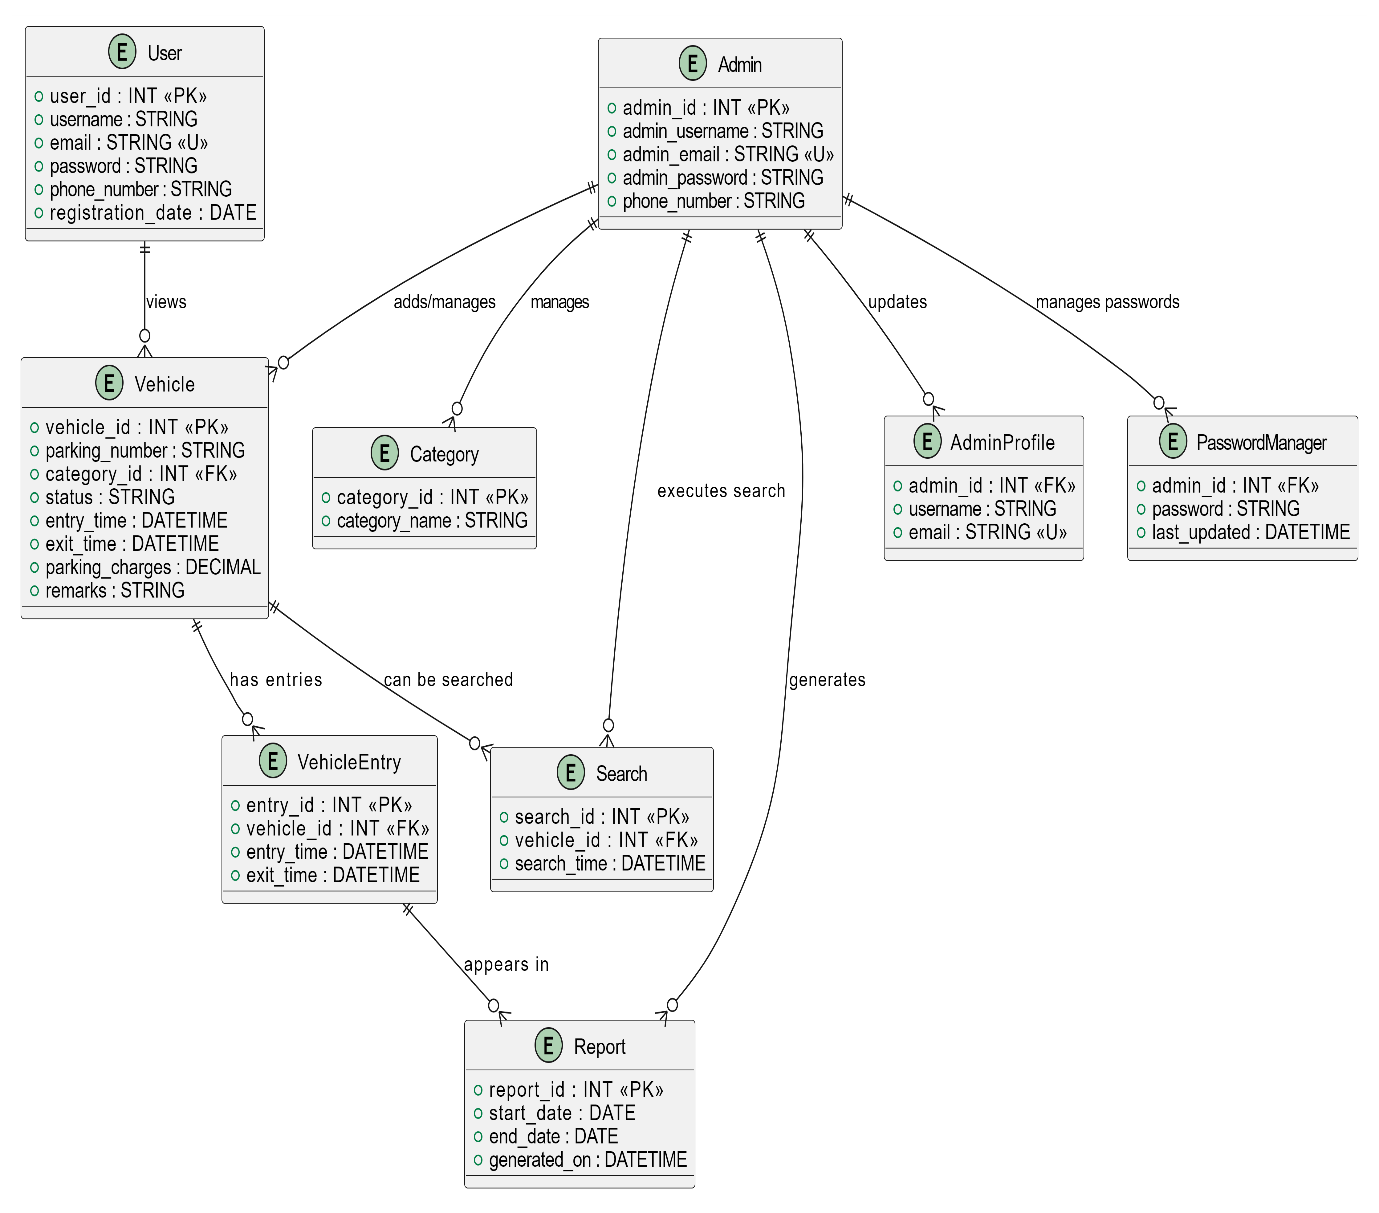 E User
user_id : INT «PK»
username : STRING
email : STRING «U»
password : STRING
phone_number : STRING
registration_date : DATE
E Admin
admin_id : INT «PK»
admin_username : STRING
admin_email : STRING «U»
admin_password : STRING
phone_number : STRING
views
adds/manages
manages
updates
manages passwords
E Vehicle
vehicle_id : INT «PK»
parking_number : STRING
category_id : INT «FK»
status : STRING
entry_time : DATETIME
exit_time : DATETIME
parking_charges : DECIMAL
remarks : STRING
E Category
category_id : INT «PK»
category_name : STRING
executes search
E AdminProfile
admin_id : INT «FK»
username : STRING
email : STRING «U»
E PasswordManager
admin_id : INT «FK»
password : STRING
last_updated : DATETIME
has entries
can be searched
generates
E VehicleEntry
entry_id : INT «PK»
vehicle_id : INT «FK»
entry_time : DATETIME
exit_time : DATETIME
E Search
search_id : INT «PK»
vehicle_id : INT «FK»
search_time : DATETIME
appears in
E Report
report_id : INT «PK»
start_date : DATE
end_date : DATE
generated_on : DATETIME